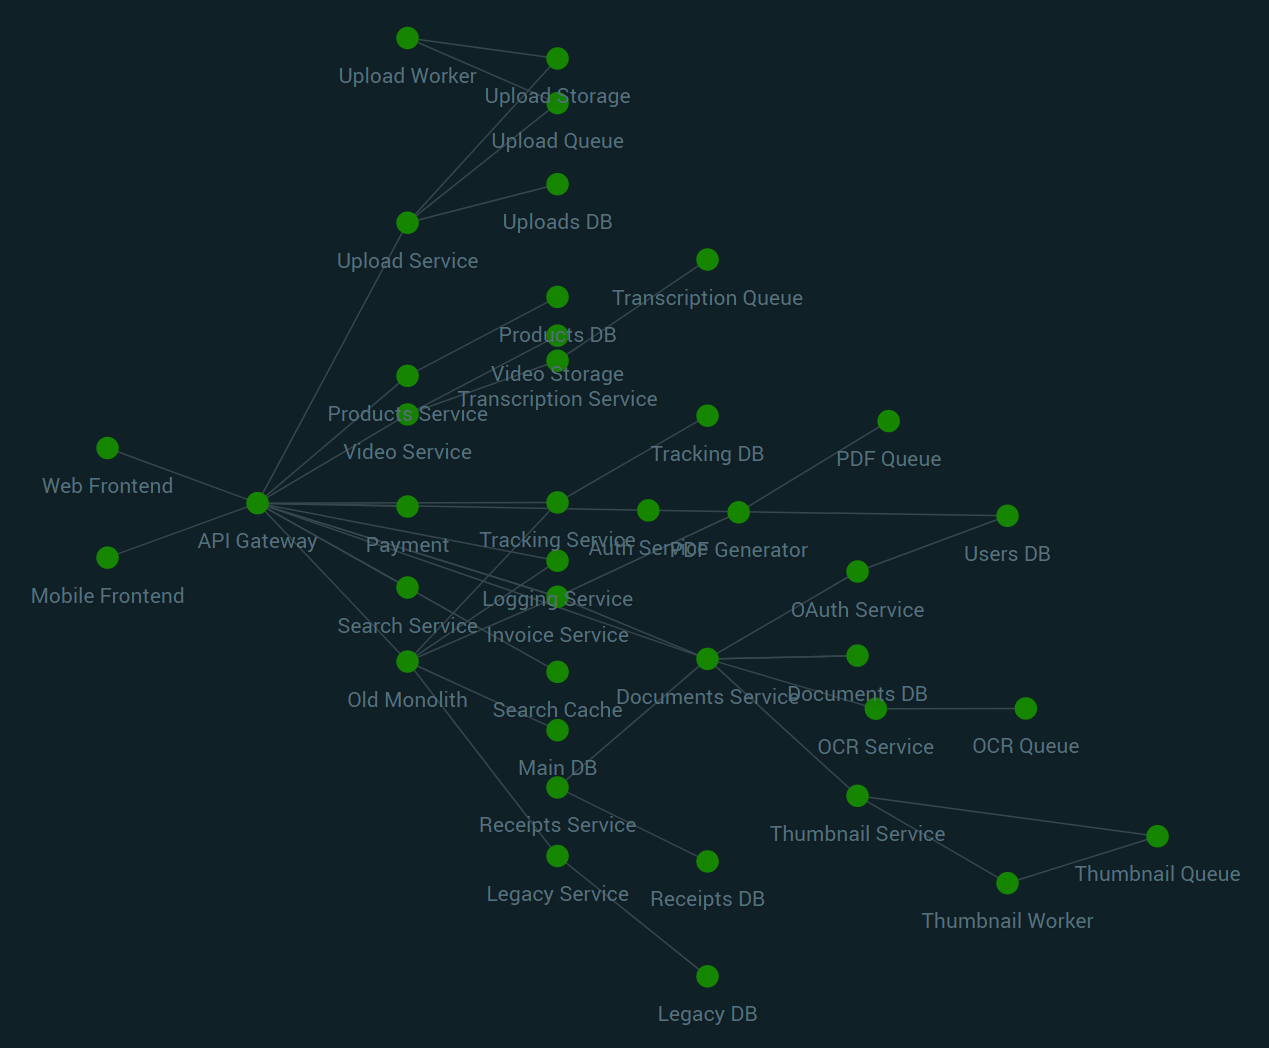 Upload Worker
Upload Storage
Upload Queue
Uploads DB
Upload Service
Transcription Queue
Products DB
Video Storage
Transcription Service
Products Service
Video Service
Tracking DB
PDF Queue
Web Frontend
API Gateway
Payment
Tracking Service
Auth Service
PDF Generator
Users DB
Mobile Frontend
Logging Service
OAuth Service
Search Service
Invoice Service
Old Monolith
Search Cache
Documents Service
Documents DB
OCR Service
OCR Queue
Main DB
Receipts Service
Thumbnail Service
Thumbnail Queue
Legacy Service
Receipts DB
Thumbnail Worker
Legacy DB